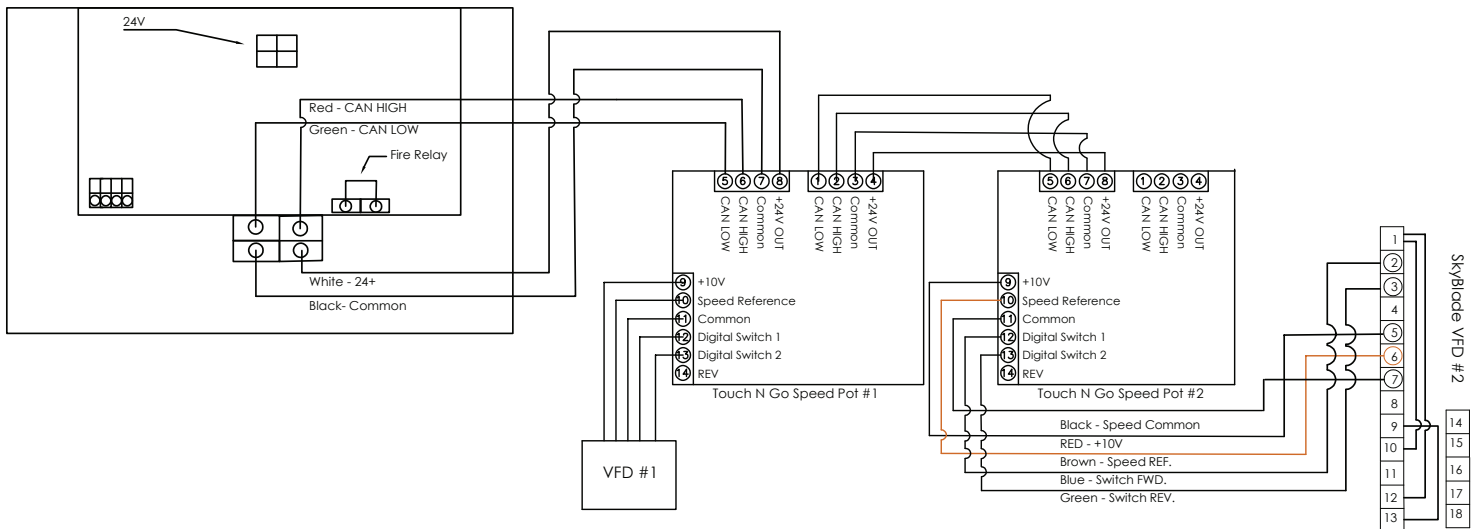 24V
Red - CAN HIGH
Green - CAN LOW
Fire Relay
White - 24+
Black- Common
5 6 7 8
CAN LOW
CAN HIGH
Common
+24V OUT
1 2 3 4
CAN LOW
CAN HIGH
Common
+24V OUT
9 +10V
10 Speed Reference
11 Common
12 Digital Switch 1
13 Digital Switch 2
14 REV
Touch N Go Speed Pot #1
VFD #1
5 6 7 8
CAN LOW
CAN HIGH
Common
+24V OUT
1 2 3 4
CAN LOW
CAN HIGH
Common
+24V OUT
9 +10V
10 Speed Reference
11 Common
12 Digital Switch 1
13 Digital Switch 2
14 REV
Touch N Go Speed Pot #2
Black - Speed Common
RED - +10V
Brown - Speed REF.
Blue - Switch FWD.
Green - Switch REV.
1
2
3
4
5
6
7
8
9
10
11
12
13
14
15
16
17
18
SkyBlade VFD #2